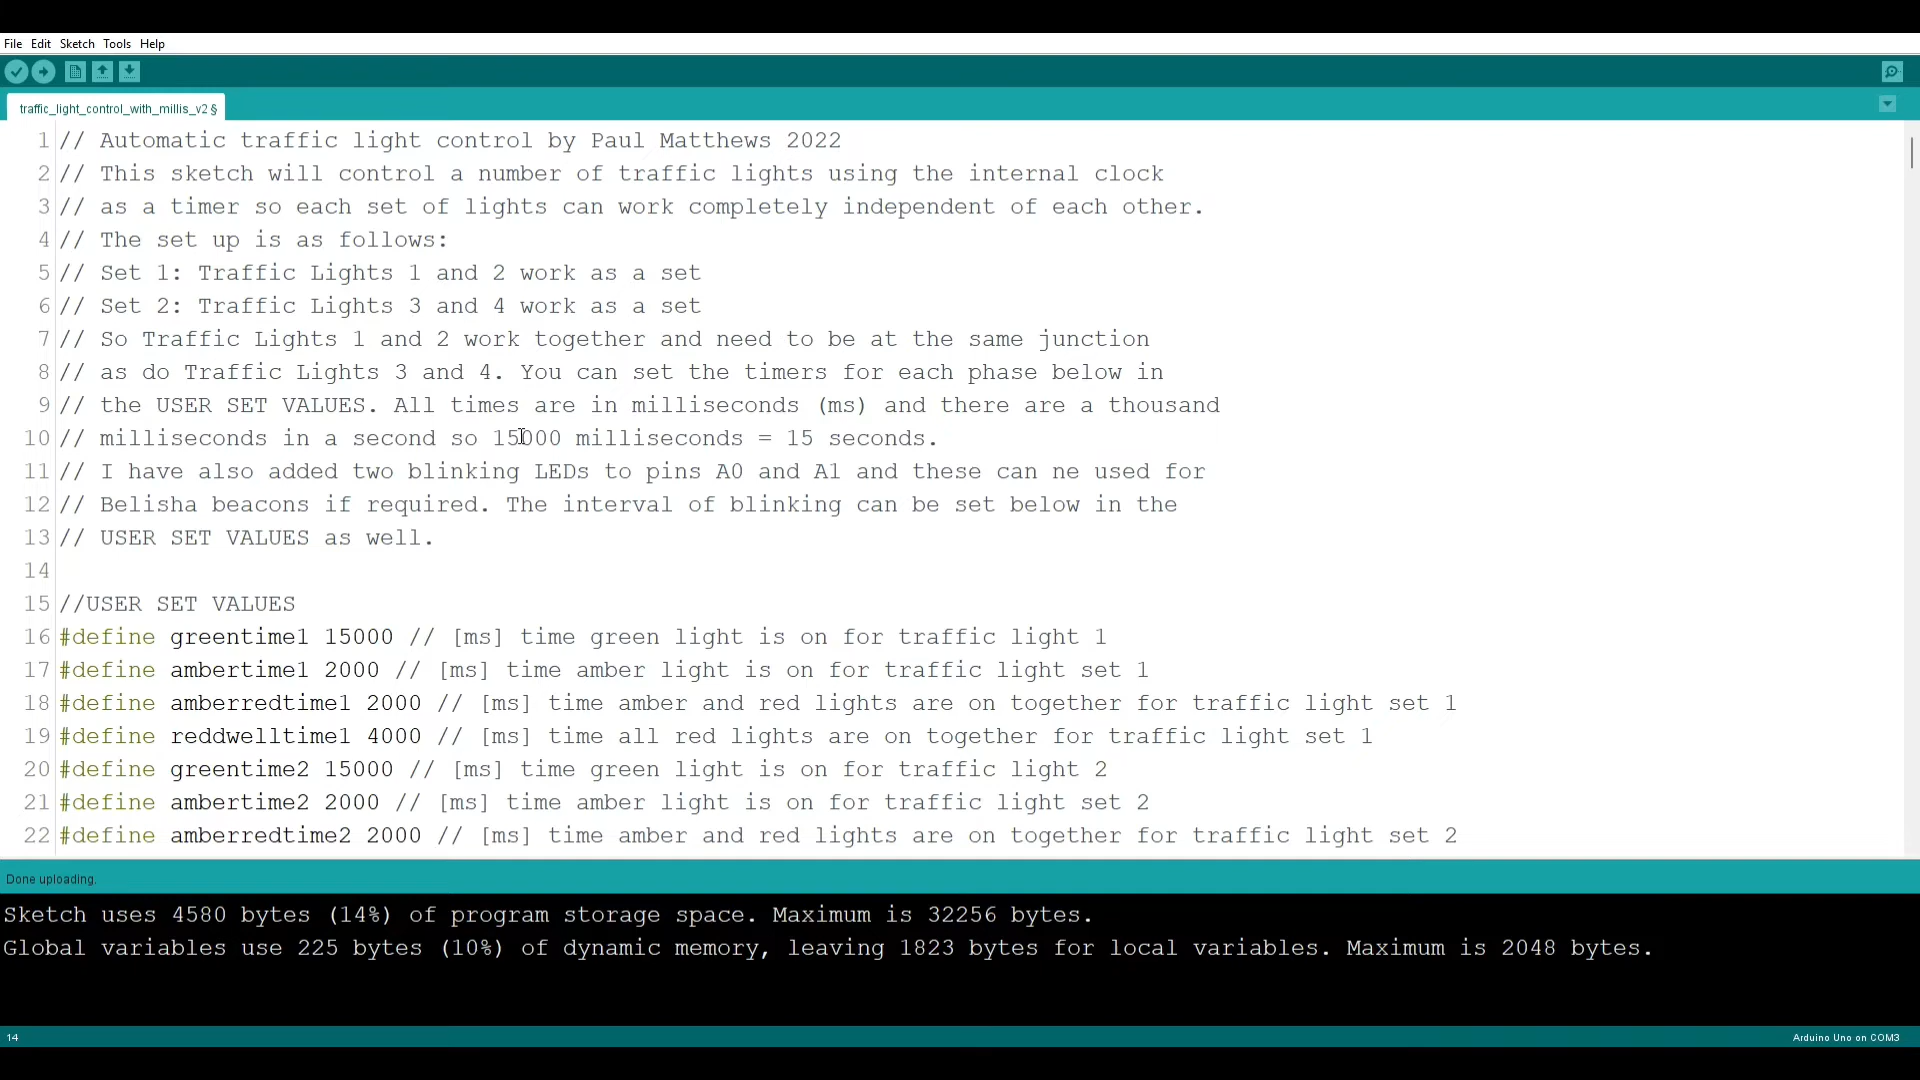 File Edit Sketch Tools Help
traffic_light_control_with_millis_v2 §
1 // Automatic traffic light control by Paul Matthews 2022
2 // This sketch will control a number of traffic lights using the internal clock
3 // as a timer so each set of lights can work completely independent of each other.
4 // The set up is as follows:
5 // Set 1: Traffic Lights 1 and 2 work as a set
6 // Set 2: Traffic Lights 3 and 4 work as a set
7 // So Traffic Lights 1 and 2 work together and need to be at the same junction
8 // as do Traffic Lights 3 and 4. You can set the timers for each phase below in
9 // the USER SET VALUES. All times are in milliseconds (ms) and there are a thousand
10 // milliseconds in a second so 15000 milliseconds = 15 seconds.
11 // I have also added two blinking LEDs to pins A0 and A1 and these can ne used for
12 // Belisha beacons if required. The interval of blinking can be set below in the
13 // USER SET VALUES as well.
14
15 //USER SET VALUES
16 #define greentime1 15000 // [ms] time green light is on for traffic light 1
17 #define ambertime1 2000 // [ms] time amber light is on for traffic light set 1
18 #define amberredtime1 2000 // [ms] time amber and red lights are on together for traffic light set 1
19 #define reddwelltime1 4000 // [ms] time all red lights are on together for traffic light set 1
20 #define greentime2 15000 // [ms] time green light is on for traffic light 2
21 #define ambertime2 2000 // [ms] time amber light is on for traffic light set 2
22 #define amberredtime2 2000 // [ms] time amber and red lights are on together for traffic light set 2
Done uploading.
Sketch uses 4580 bytes (14%) of program storage space. Maximum is 32256 bytes.
Global variables use 225 bytes (10%) of dynamic memory, leaving 1823 bytes for local variables. Maximum is 2048 bytes.
14 Arduino Uno on COM3